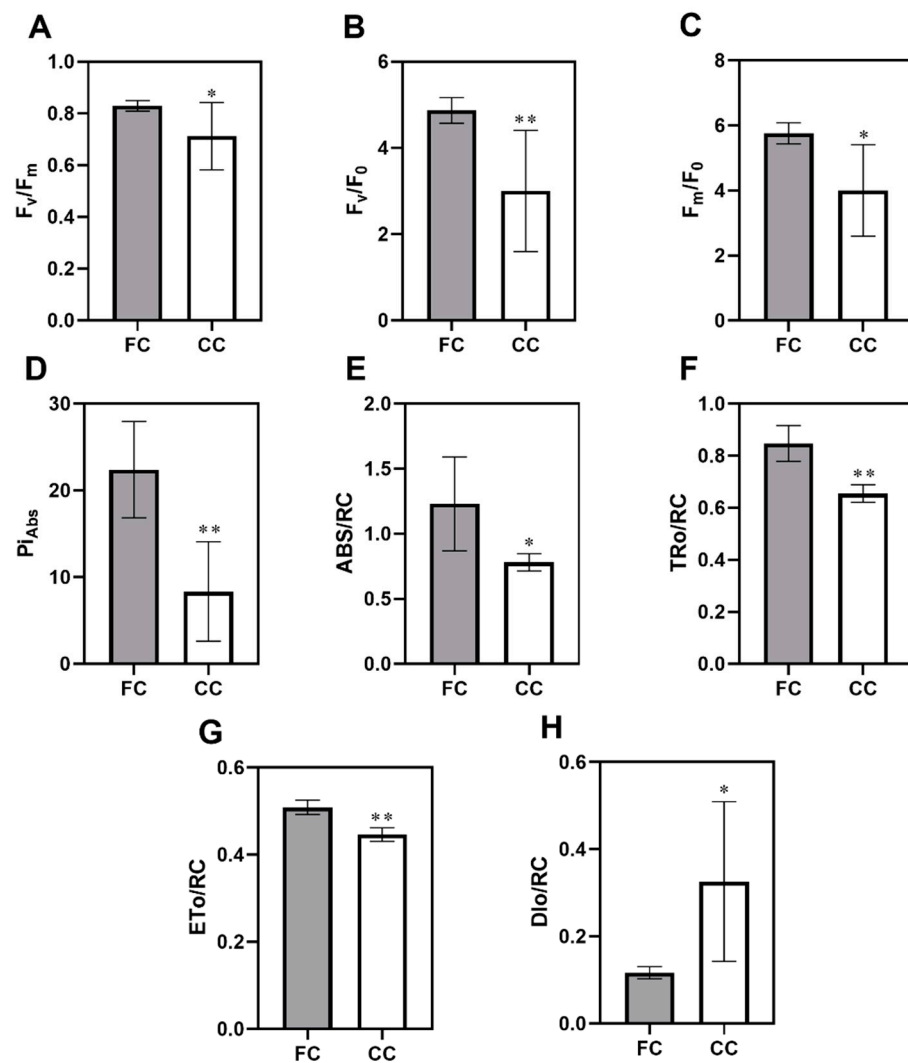 A
1.0
0.8
0.6
0.4
0.2
0.0
Fv/Fm
*
FC CC
B
6
4
2
0
Fv/F0
**
FC CC
C
8
6
4
2
0
Fm/F0
*
FC CC
D
30
20
10
0
PiAbs
**
FC CC
E
2.0
1.5
1.0
0.5
0.0
ABS/RC
*
FC CC
F
1.0
0.8
0.6
0.4
0.2
0.0
TRo/RC
**
FC CC
G
0.6
0.4
0.2
0.0
ETo/RC
**
FC CC
H
0.6
0.4
0.2
0.0
DIo/RC
*
FC CC